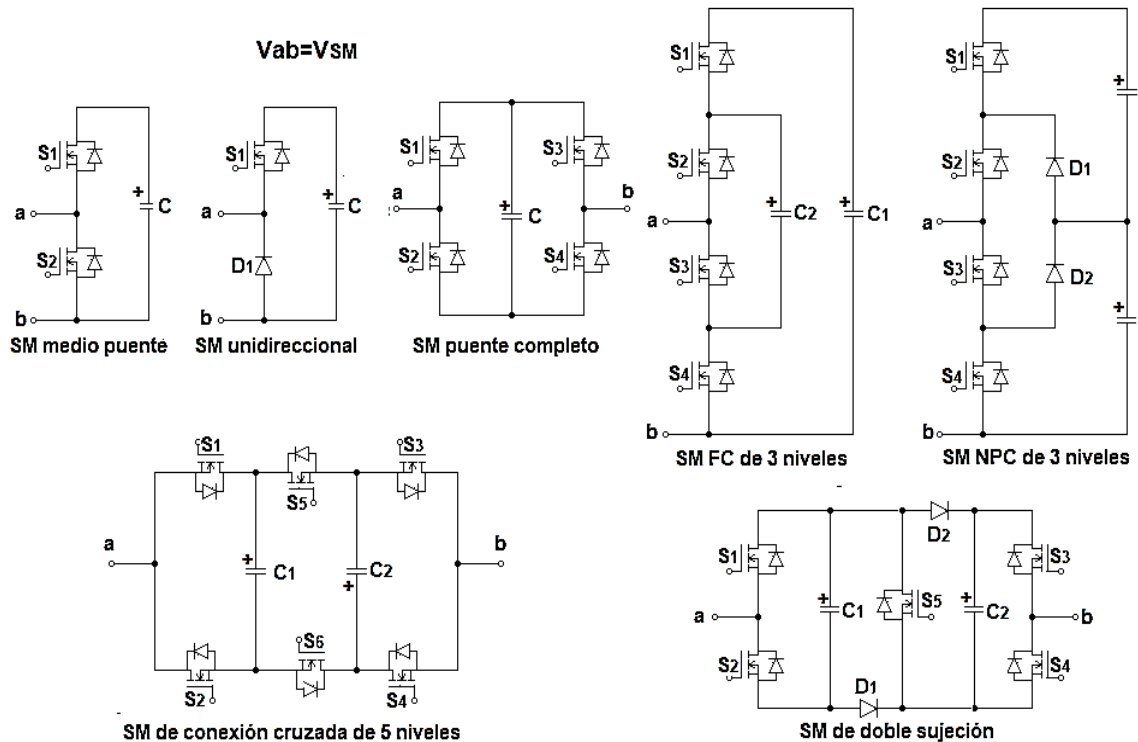 Vab=VSM
S1
S2
a
b
C
SM medio puente
S1
D1
a
b
C
SM unidireccional
S1
S2
S3
S4
a
b
C
SM puente completo
S1
S2
S3
S4
a
b
C2
C1
SM FC de 3 niveles
S1
S2
S3
S4
a
b
D1
D2
SM NPC de 3 niveles
S1
S5
S3
a
b
C1
C2
S6
S2
S4
SM de conexión cruzada de 5 niveles
D2
S1
S3
S5
C1
C2
a
b
S2
S4
D1
SM de doble sujeción